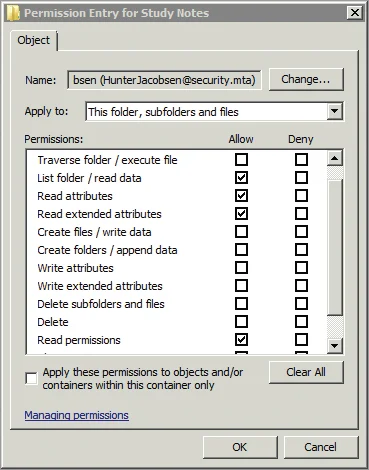 Permission Entry for Study Notes
Object
Name: bsen (HunterJacobsen@security.mta) Change...
Apply to: This folder, subfolders and files
Permissions: Allow Deny
Traverse folder / execute file
List folder / read data
Read attributes
Read extended attributes
Create files / write data
Create folders / append data
Write attributes
Write extended attributes
Delete subfolders and files
Delete
Read permissions
Apply these permissions to objects and/or
containers within this container only
Clear All
Managing permissions
OK Cancel